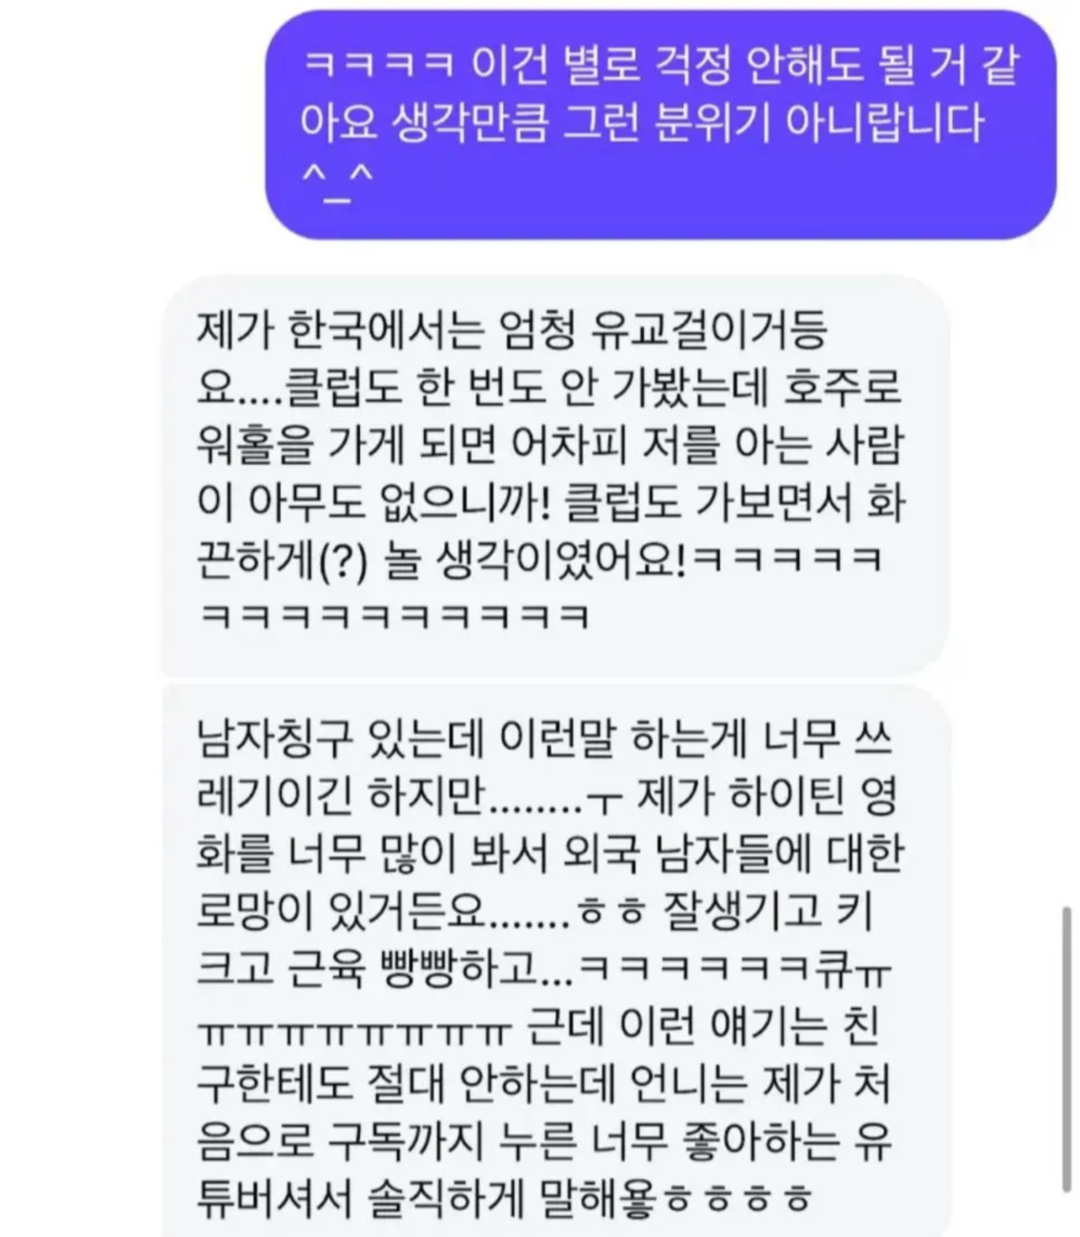 ㅋㅋㅋㅋ 이건 별로 걱정 안해도 될 거 같
아요 생각만큼 그런 분위기 아니랍니다
^_^
제가 한국에서는 엄청 유교걸이거등
요....클럽도 한 번도 안 가봤는데 호주로
워홀을 가게 되면 어차피 저를 아는 사람
이 아무도 없으니까! 클럽도 가보면서 화
끈하게(?) 놀 생각이였어요!ㅋㅋㅋㅋㅋ
ㅋㅋㅋㅋㅋㅋㅋㅋㅋㅋ
남자칭구 있는데 이런말 하는게 너무 쓰
레기이긴 하지만........ㅜ 제가 하이틴 영
화를 너무 많이 봐서 외국 남자들에 대한
로망이 있거든요.......ㅎㅎ 잘생기고 키
크고 근육 빵빵하고...ㅋㅋㅋㅋㅋㅋ큐ㅠ
ㅠㅠㅠㅠㅠㅠㅠㅠ 근데 이런 얘기는 친
구한테도 절대 안하는데 언니는 제가 처
음으로 구독까지 누른 너무 좋아하는 유
튜버셔서 솔직하게 말해욯ㅎㅎㅎㅎ